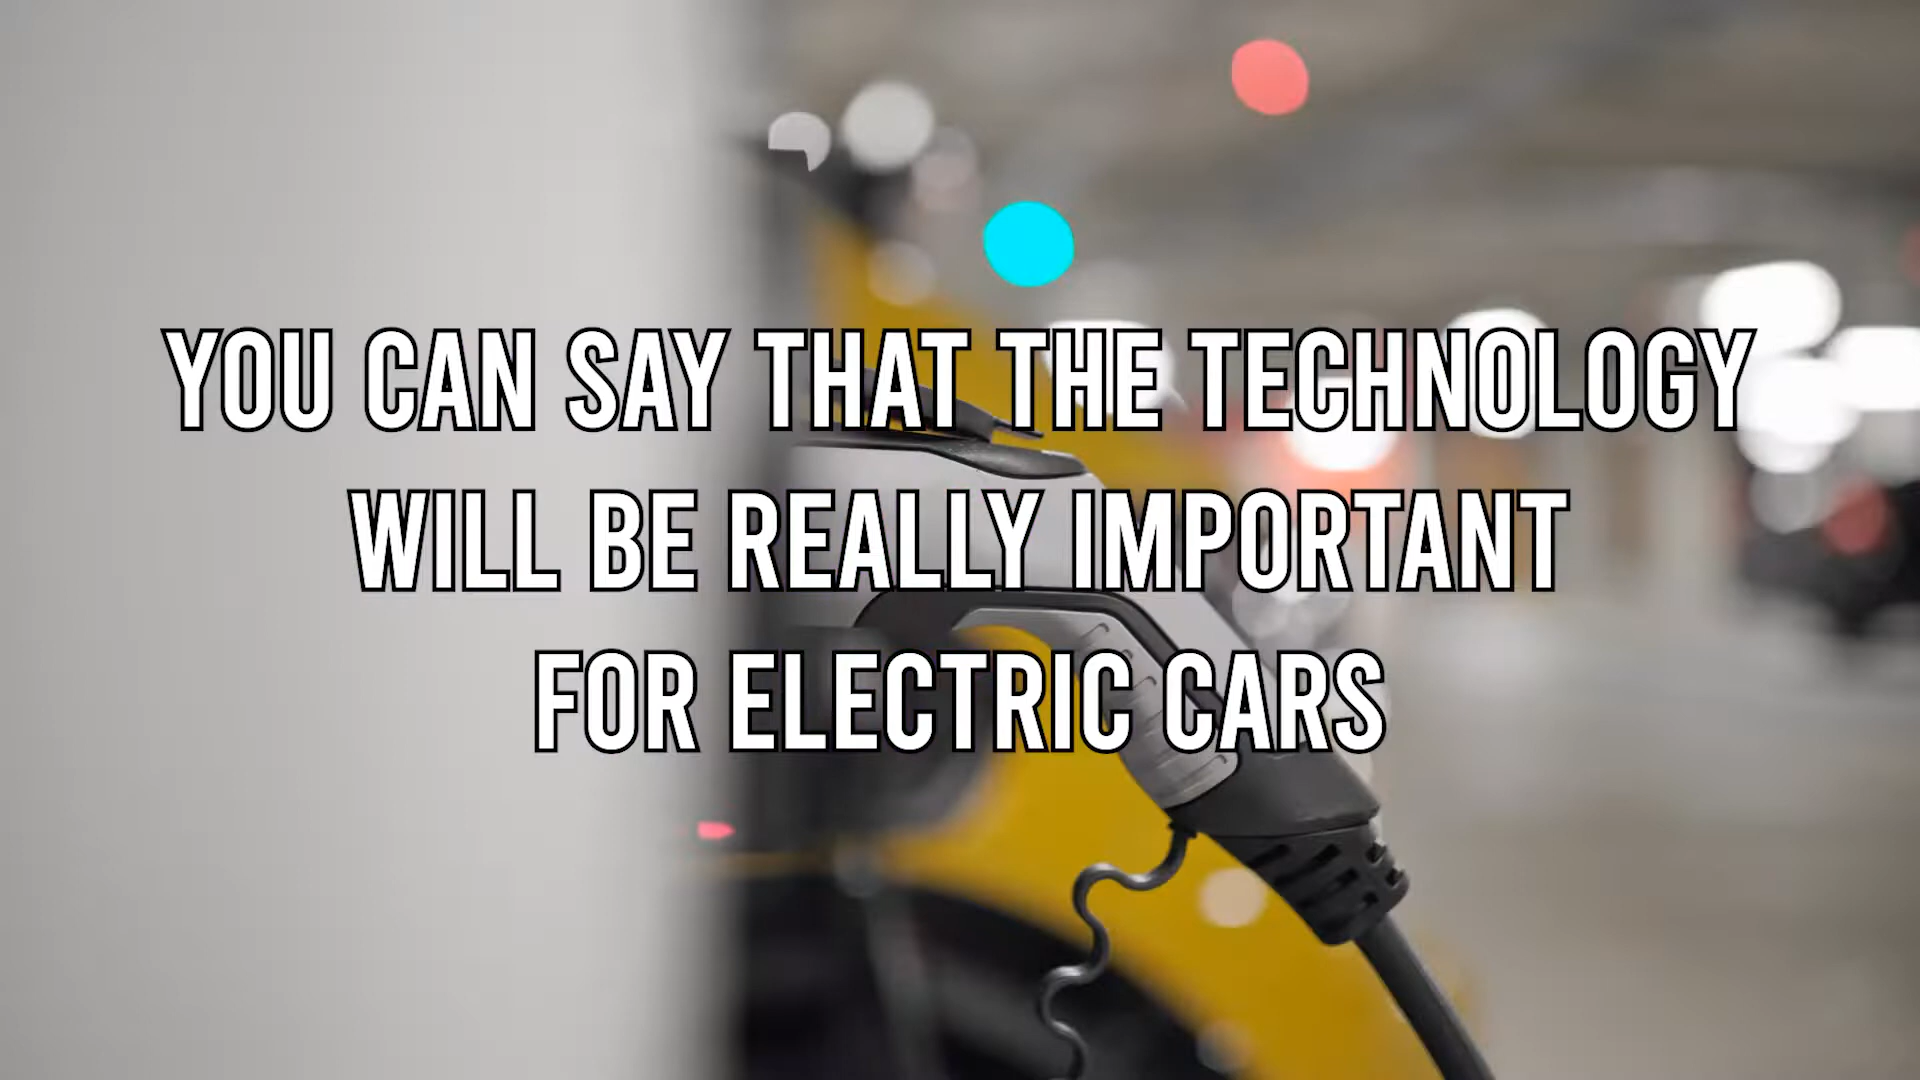 YOU CAN SAY THAT THE TECHNOLOGY
WILL BE REALLY IMPORTANT
FOR ELECTRIC CARS